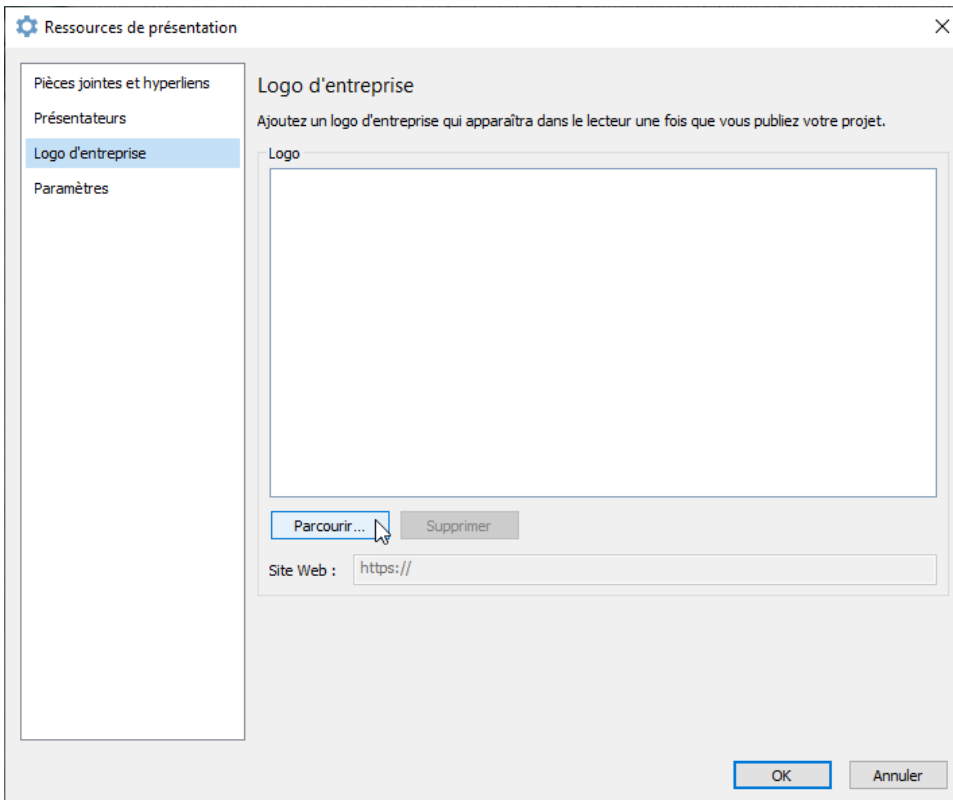 Ressources de présentation
Pièces jointes et hyperliens
Présentateurs
Logo d'entreprise
Paramètres
Logo d'entreprise
Ajoutez un logo d'entreprise qui apparaîtra dans le lecteur une fois que vous publiez votre projet.
Logo
Parcourir... Supprimer
Site Web : https://
OK Annuler